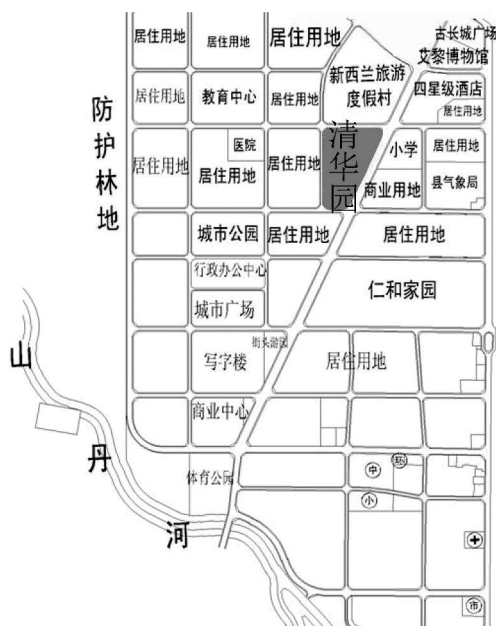 居住用地
居住用地
居住用地
古长城广场
艾黎博物馆
新西兰旅游
度假村
四星级酒店
居住用地
居住用地
教育中心
居住用地
防护林地
居住用地
医院
居住用地
居住用地
清华园
小学
居住用地
商业用地
县气象局
城市公园
居住用地
居住用地
行政办公中心
仁和家园
城市广场
街头游园
写字楼
居住用地
商业中心
体育公园
中
环
小
市
山丹河